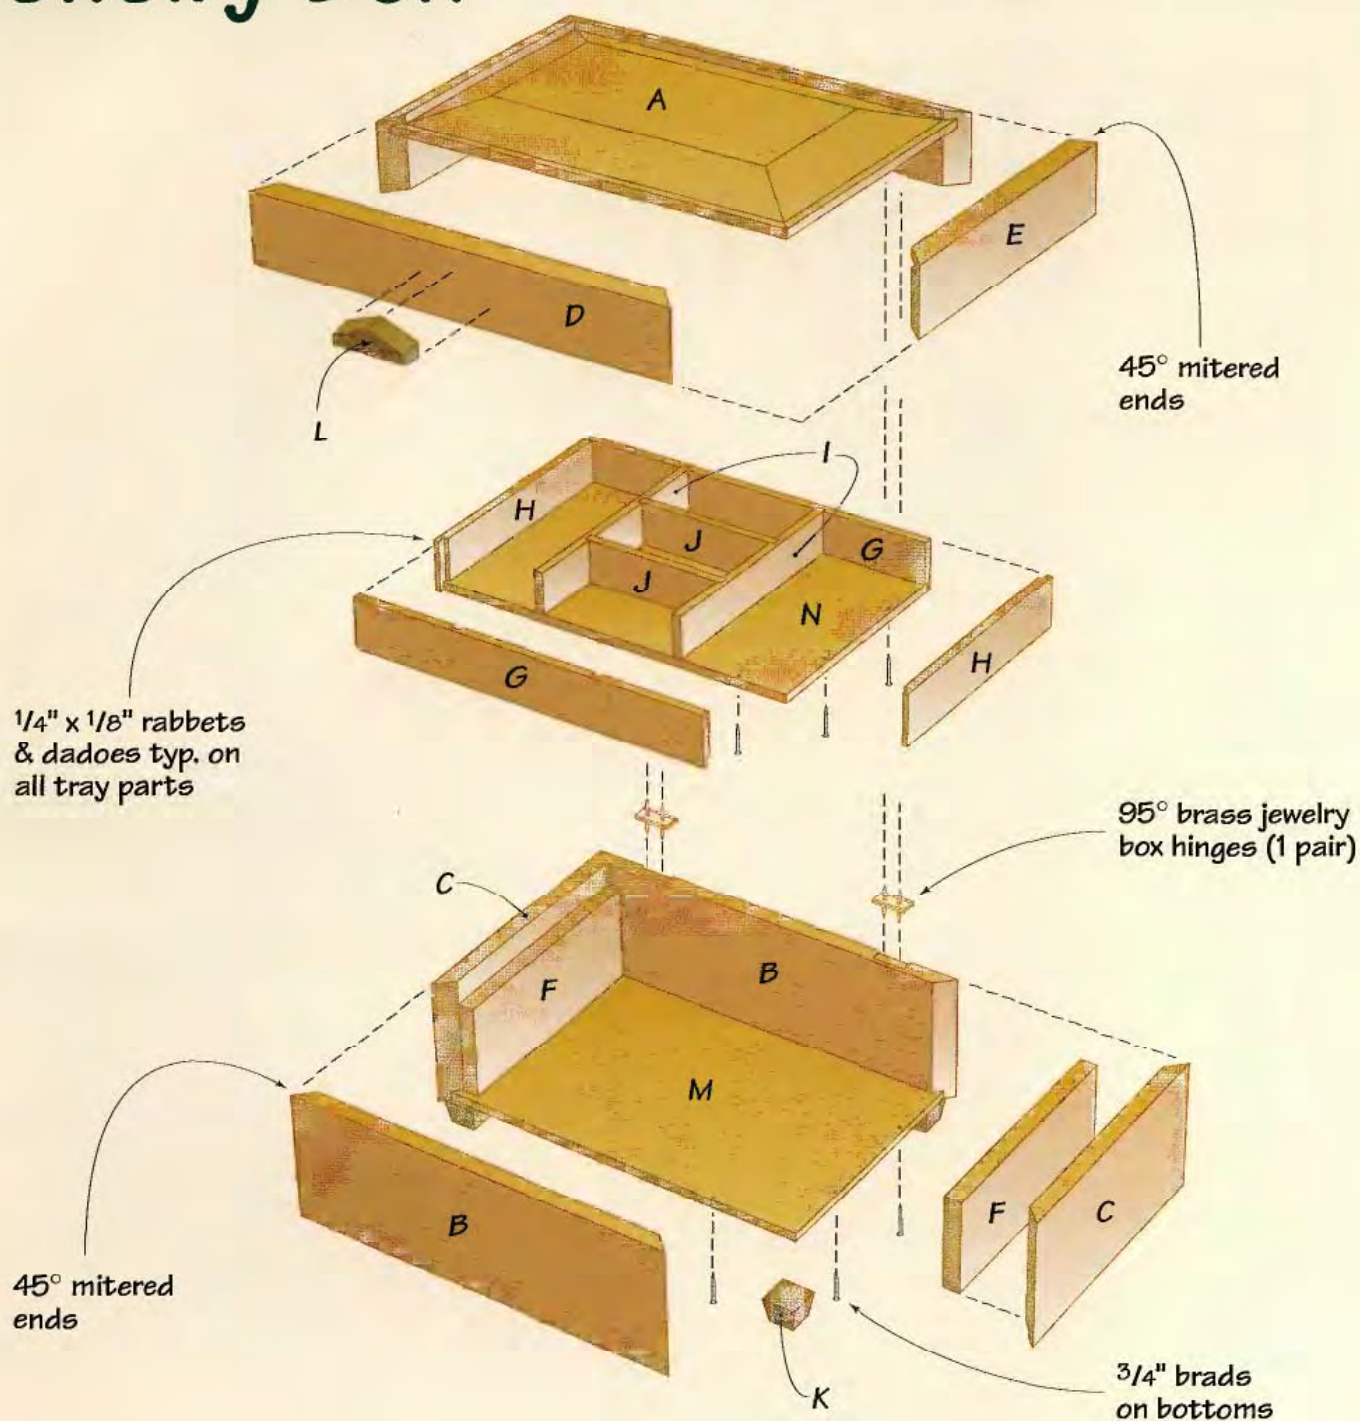 A
E
45° mitered
ends
D
L
I
H
J
G
J
N
H
G
1/4" x 1/8" rabbets
& dadoes typ. on
all tray parts
95° brass jewelry
box hinges (1 pair)
C
B
F
M
F
C
B
45° mitered
ends
K
3/4" brads
on bottoms